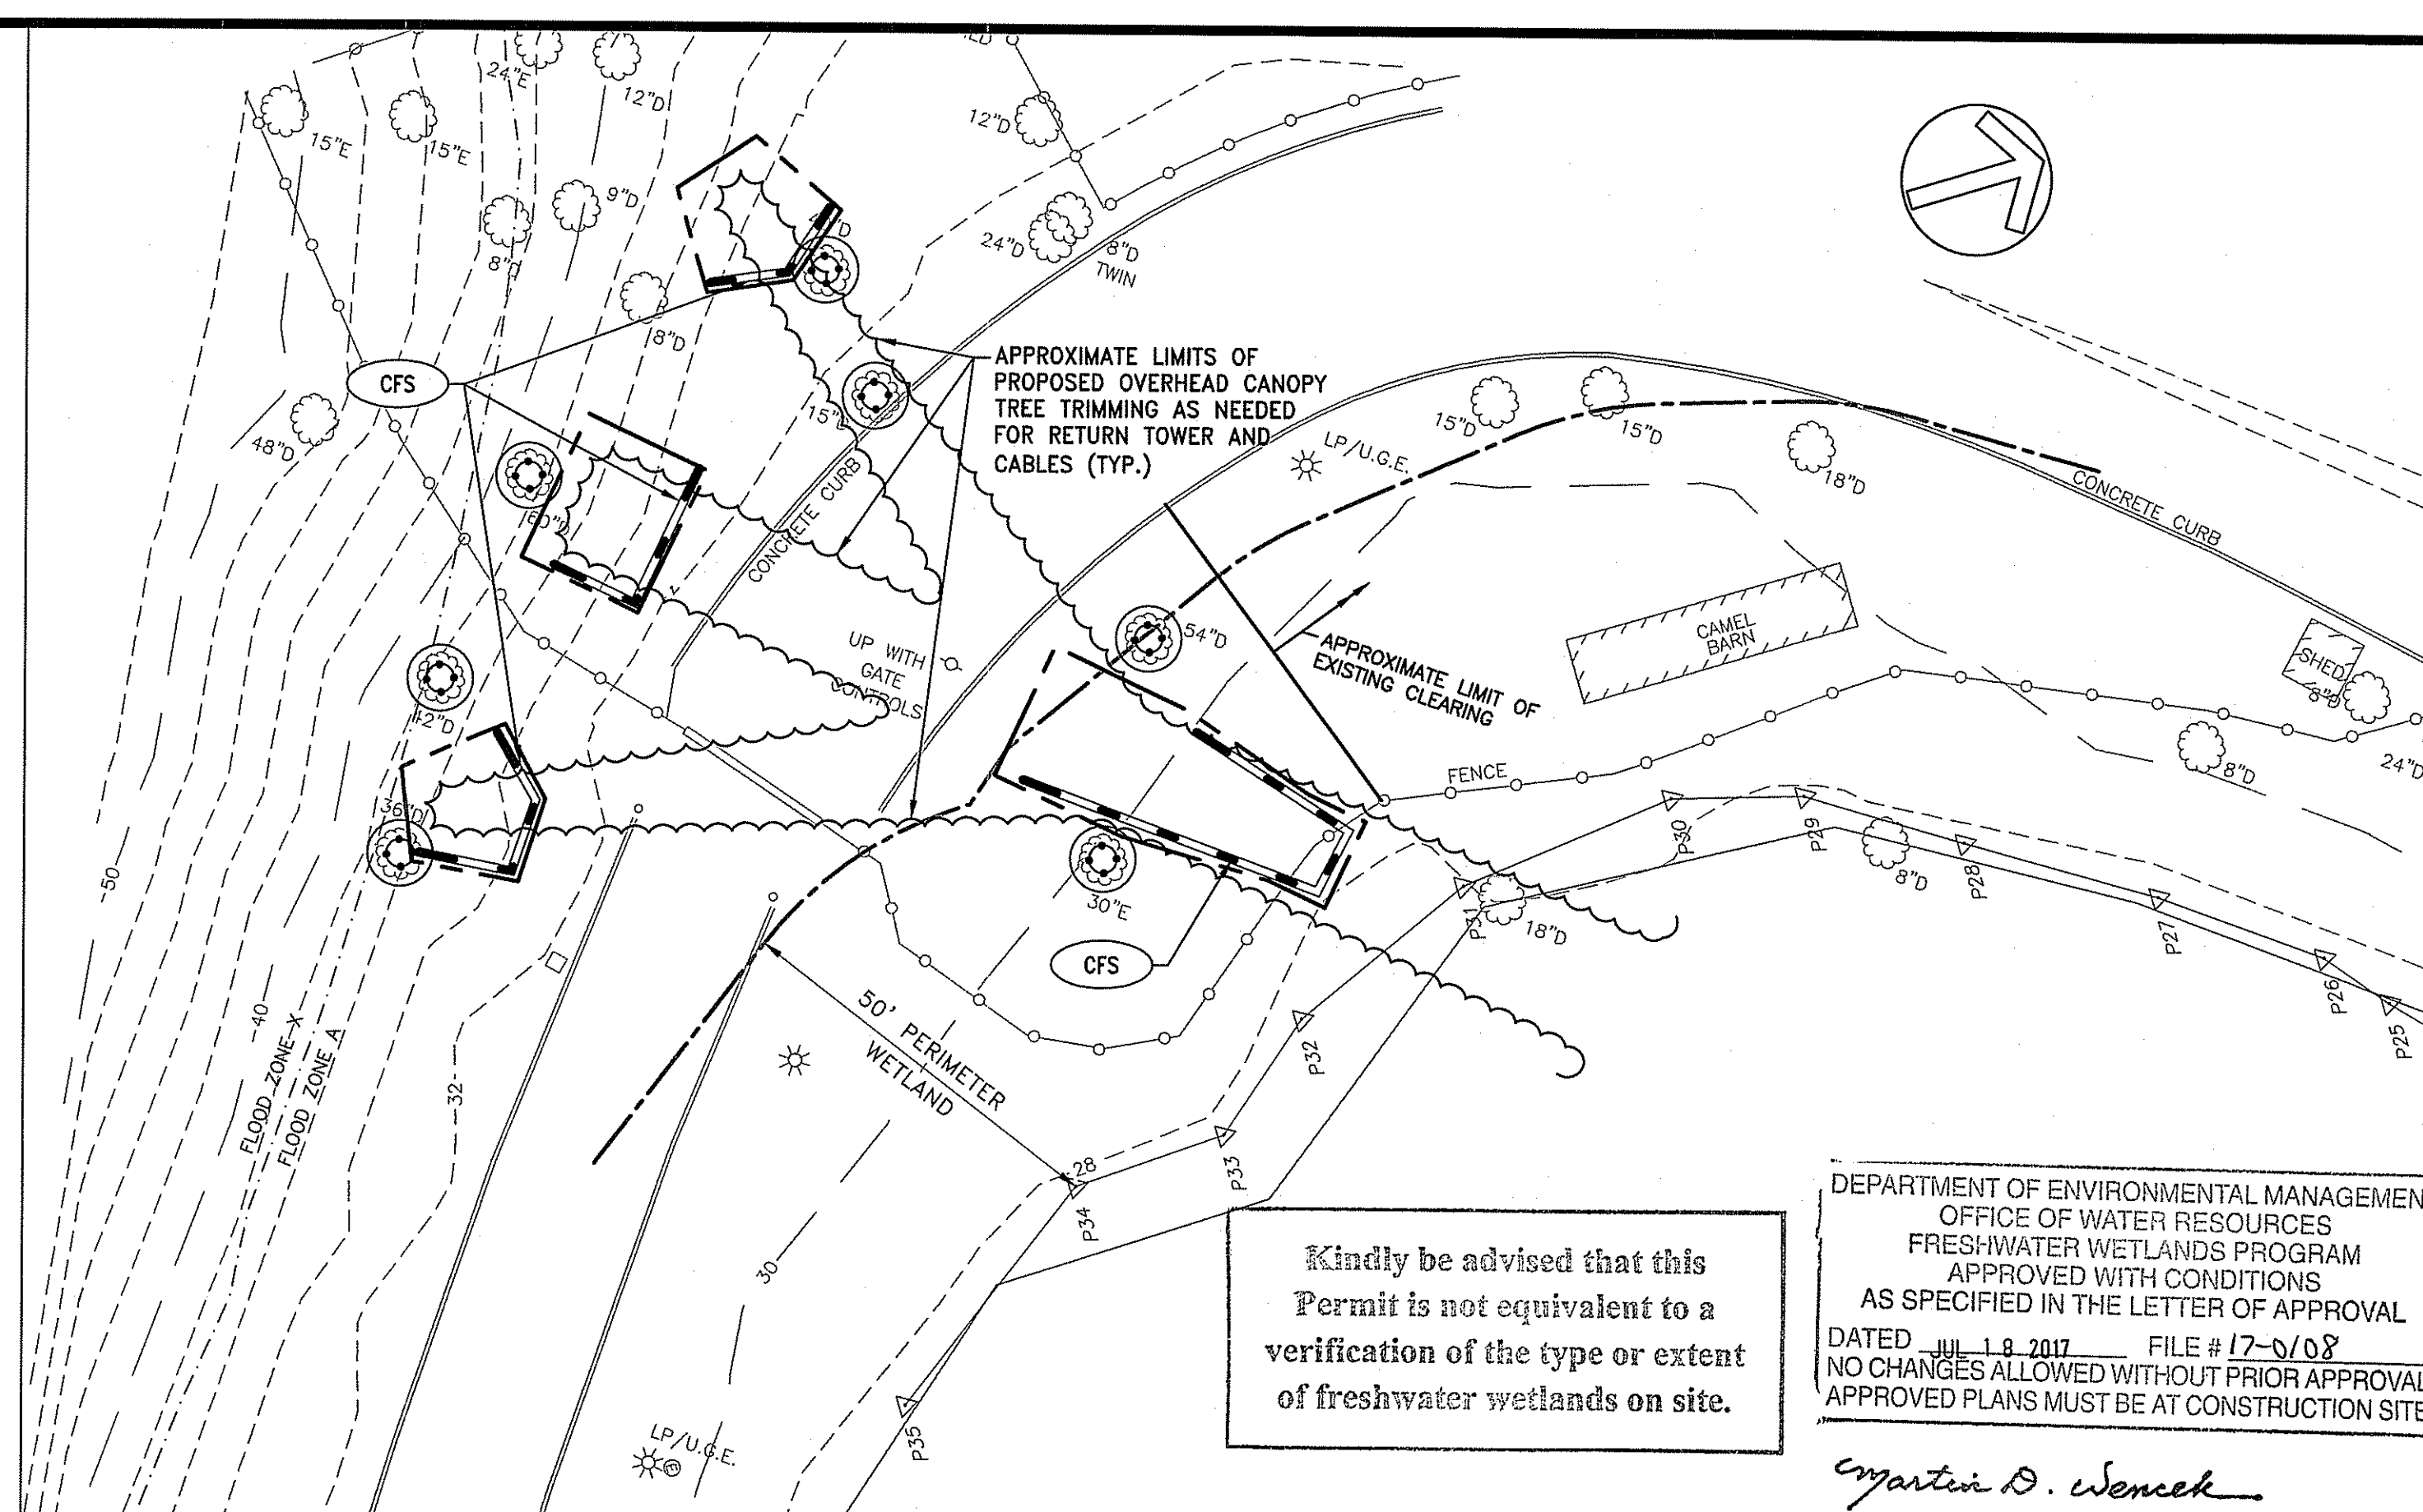 24"E
12"D
15"E
15"E
9"D
8"D
8"D
48"D
12"D
24"D
8"D
TWIN
CFS
APPROXIMATE LIMITS OF
PROPOSED OVERHEAD CANOPY
TREE TRIMMING AS NEEDED
FOR RETURN TOWER AND
CABLES (TYP.)
CONCRETE CURB
60"D
LP/U.G.E.
15"D
15"D
18"D
CONCRETE CURB
UP WITH
GATE
CONTROLS
54"D
APPROXIMATE LIMIT OF
EXISTING CLEARING
CAMEL
BARN
SHED
8"D
24"D
8"D
42"D
36"D
FENCE
30"E
CFS
18"D
8"D
P31
P30
P29
P28
P27
P26
P25
P32
P33
P34
P35
50
40
FLOOD ZONE X
FLOOD ZONE A
32
50' PERIMETER
WETLAND
28
30
LP/U.G.E.
E
Kindly be advised that this
Permit is not equivalent to a
verification of the type or extent
of freshwater wetlands on site.
DEPARTMENT OF ENVIRONMENTAL MANAGEMEN
OFFICE OF WATER RESOURCES
FRESHWATER WETLANDS PROGRAM
APPROVED WITH CONDITIONS
AS SPECIFIED IN THE LETTER OF APPROVAL
DATED JUL 18 2017 FILE # 17-0108
NO CHANGES ALLOWED WITHOUT PRIOR APPROVAL
APPROVED PLANS MUST BE AT CONSTRUCTION SITE
Martin D. Wencek